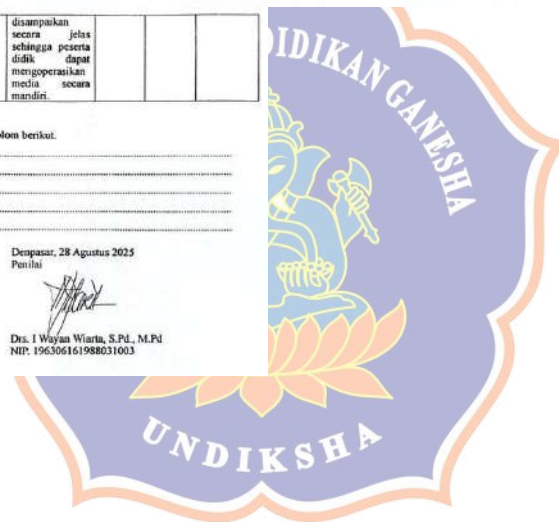 disampaikan
secara jelas
sehingga peserta
didik dapat
mengoperasikan
media secara
mandiri.
olom berikut.
Denpasar, 28 Agustus 2025
Penilai
Drs. I Wayan Wiarta, S.Pd., M.Pd
NIP. 196306161988031003
DIDIKAN GANESHA
UNDIKSHA